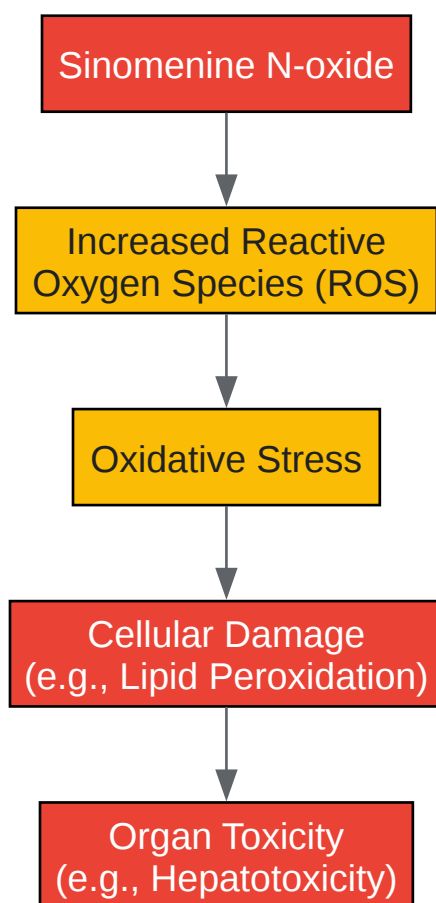 Sinomenine N-oxide
Increased Reactive
Oxygen Species (ROS)
Oxidative Stress
Cellular Damage
(e.g., Lipid Peroxidation)
Organ Toxicity
(e.g., Hepatotoxicity)